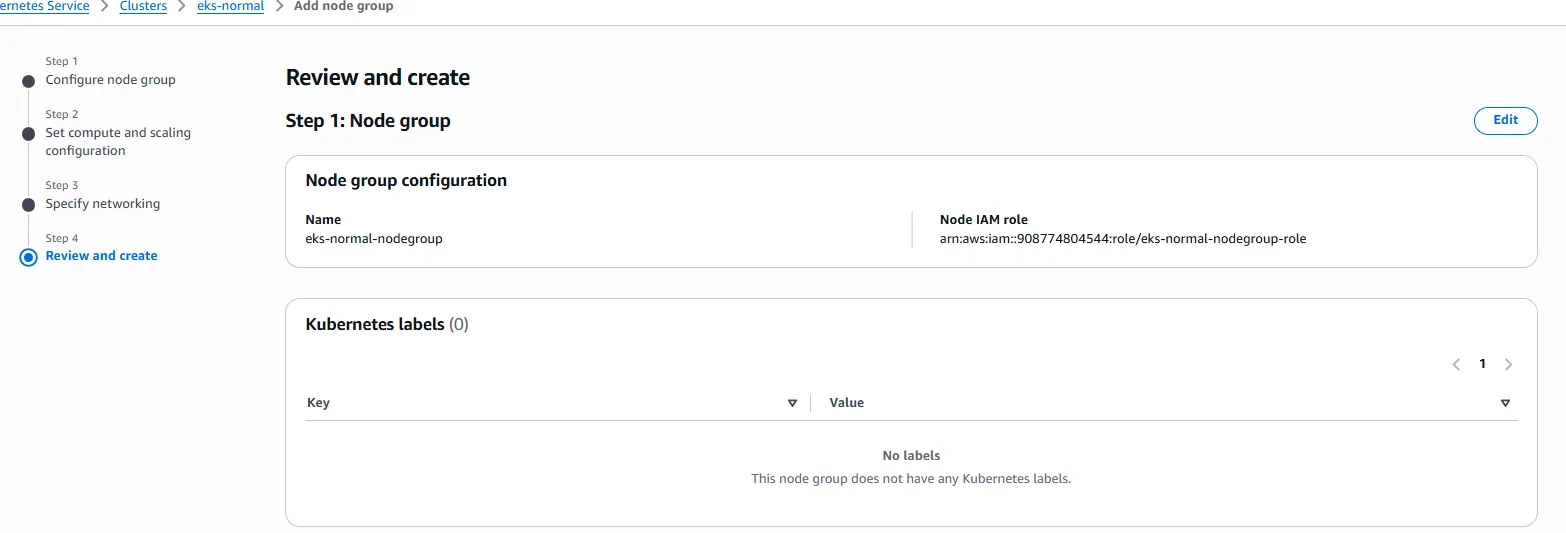 ernetes Service > Clusters > eks-normal > Add node group
Step 1
Configure node group
Step 2
Set compute and scaling
configuration
Step 3
Specify networking
Step 4
Review and create
Review and create
Step 1: Node group
Edit
Node group configuration
Name
eks-normal-nodegroup
Node IAM role
arn:aws:iam::908774804544:role/eks-normal-nodegroup-role
Kubernetes labels (0)
1
Key
Value
No labels
This node group does not have any Kubernetes labels.